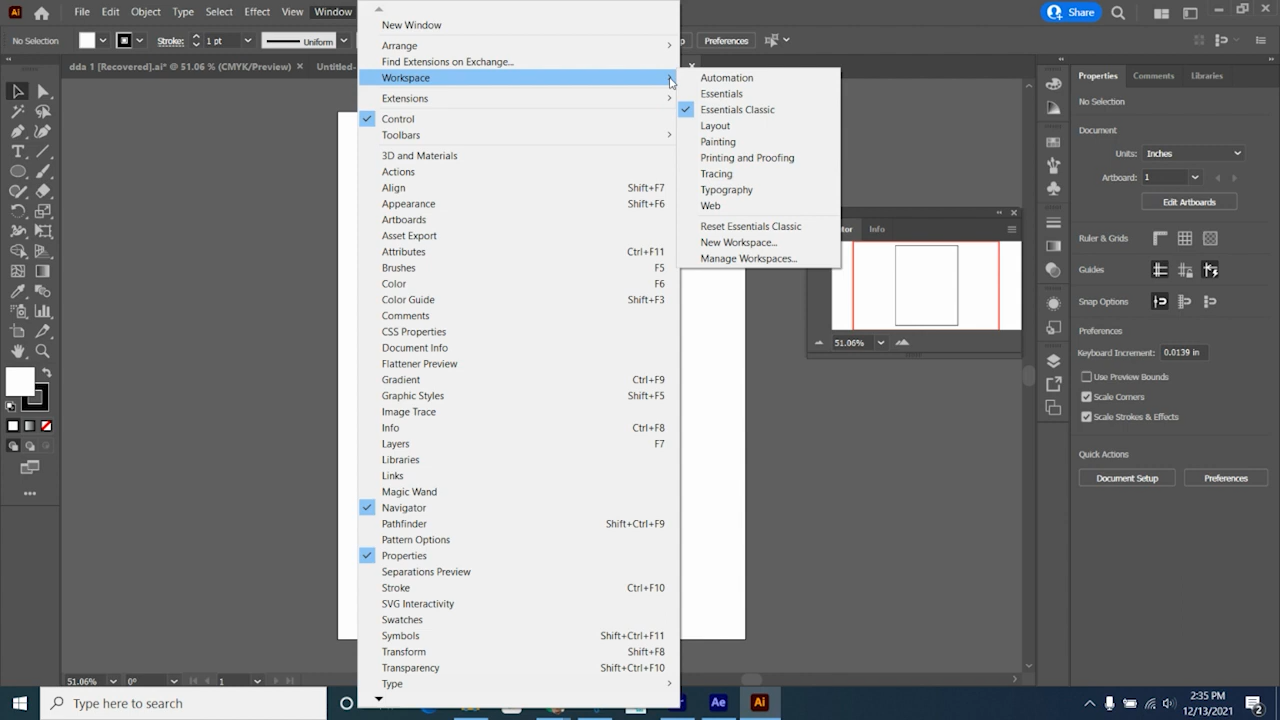 Ai File Edit Object Type Select Effect View Window
Share
No Selection Stroke: 1 pt Uniform Preferences
dda 1 [Recovered].ai* @ 51.06 % (CMYK/Preview) × Untitled-
New Window
Arrange
Find Extensions on Exchange...
Workspace
Extensions
Control
Toolbars
3D and Materials
Actions
Align Shift+F7
Appearance Shift+F6
Artboards
Asset Export
Attributes Ctrl+F11
Brushes F5
Color F6
Color Guide Shift+F3
Comments
CSS Properties
Document Info
Flattener Preview
Gradient Ctrl+F9
Graphic Styles Shift+F5
Image Trace
Info Ctrl+F8
Layers F7
Libraries
Links
Magic Wand
Navigator
Pathfinder Shift+Ctrl+F9
Pattern Options
Properties
Separations Preview
Stroke Ctrl+F10
SVG Interactivity
Swatches
Symbols Shift+Ctrl+F11
Transform Shift+F8
Transparency Shift+Ctrl+F10
Type
Automation
Essentials
Essentials Classic
Layout
Painting
Printing and Proofing
Tracing
Typography
Web
Reset Essentials Classic
New Workspace...
Manage Workspaces...
Info
51.06%
Properties Comments Libraries
No Selection
Document
Units: Inches
Artboard: 1
Edit Artboards
Ruler & Grids
Guides
Snap Options
Preferences
Keyboard Increment: 0.0139 in
Use Preview Bounds
Scale Corners
Scale Strokes & Effects
Quick Actions
Document Setup Preferences
51.06% 0° 1
Type here to search
Ae Ai
2:35 PM
12/13/2021
2